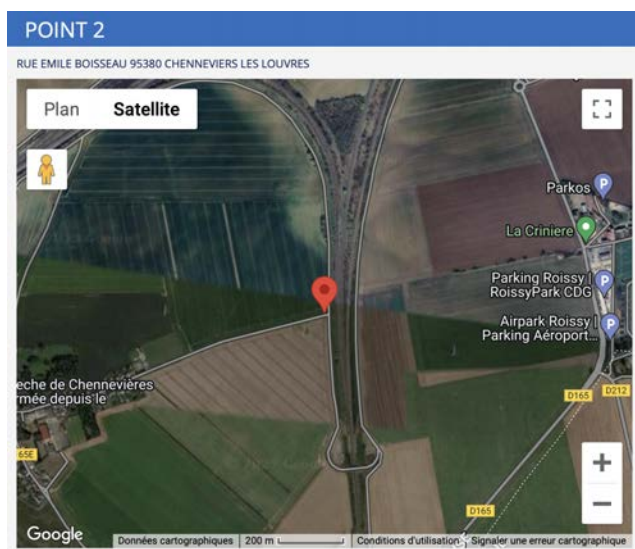 POINT 2
RUE EMILE BOISSEAU 95380 CHENNEVIERS LES LOUVRES
Plan
Satellite
P
Parkos
La Criniere
Parking Roissy |
RoissyPark CDG
P
Airpark Roissy |
Parking Aéroport...
P
eche de Chennevières
rmée depuis le
D165
D212
65E
D165
+
−
Google
Données cartographiques
200 m
Conditions d'utilisation
Signaler une erreur cartographique